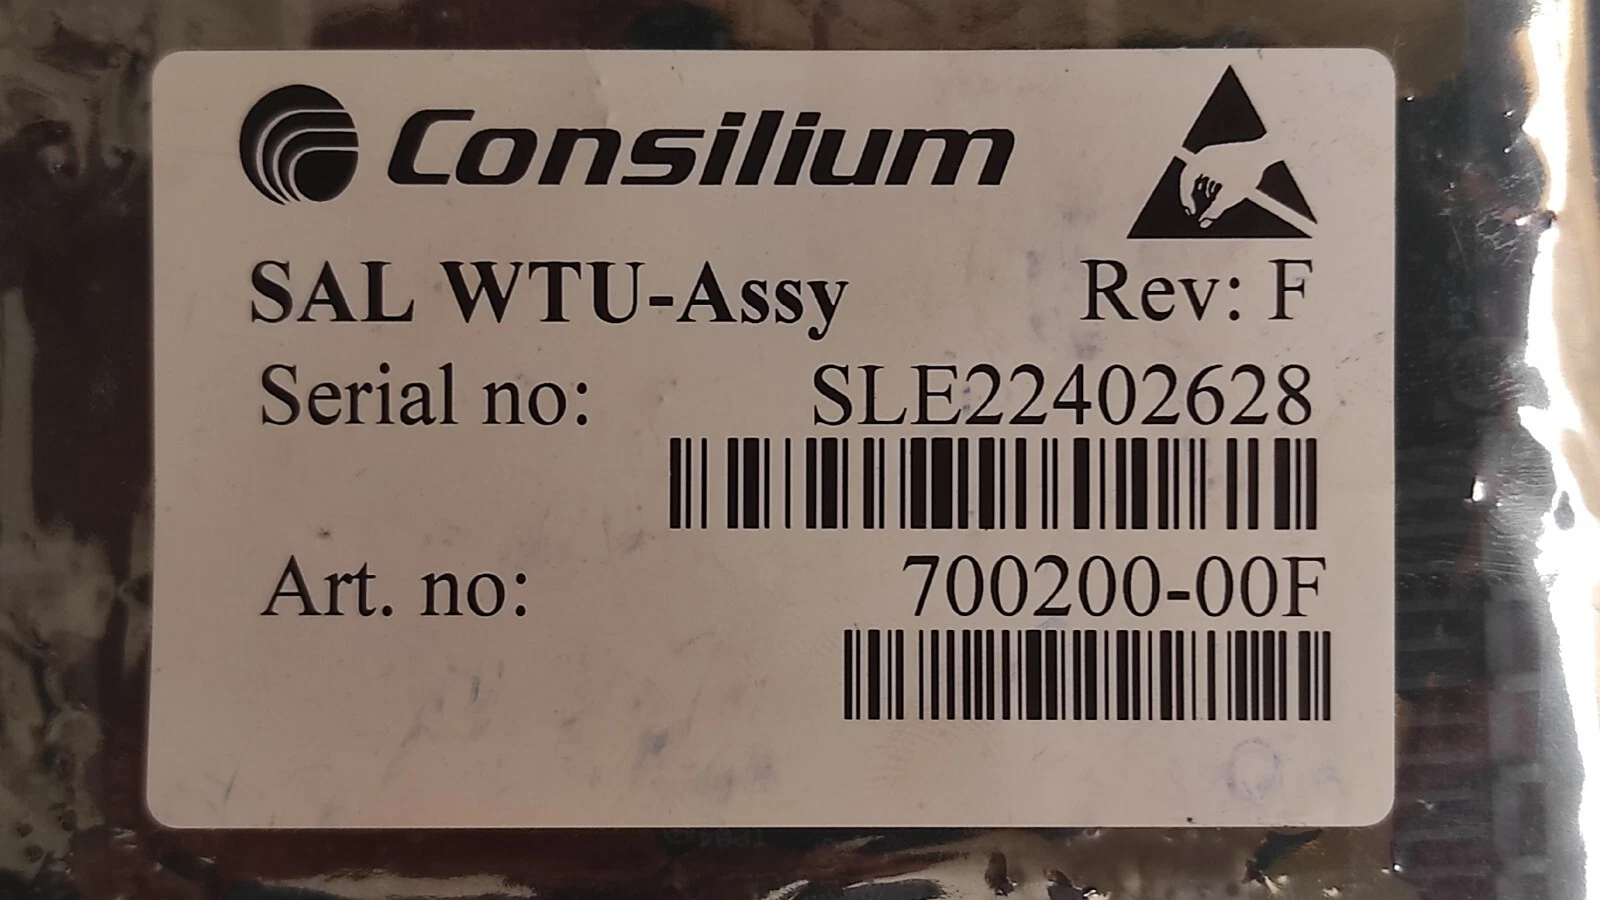 Consilium
SAL WTU-Assy Rev: F
Serial no: SLE22402628
Art. no: 700200-00F